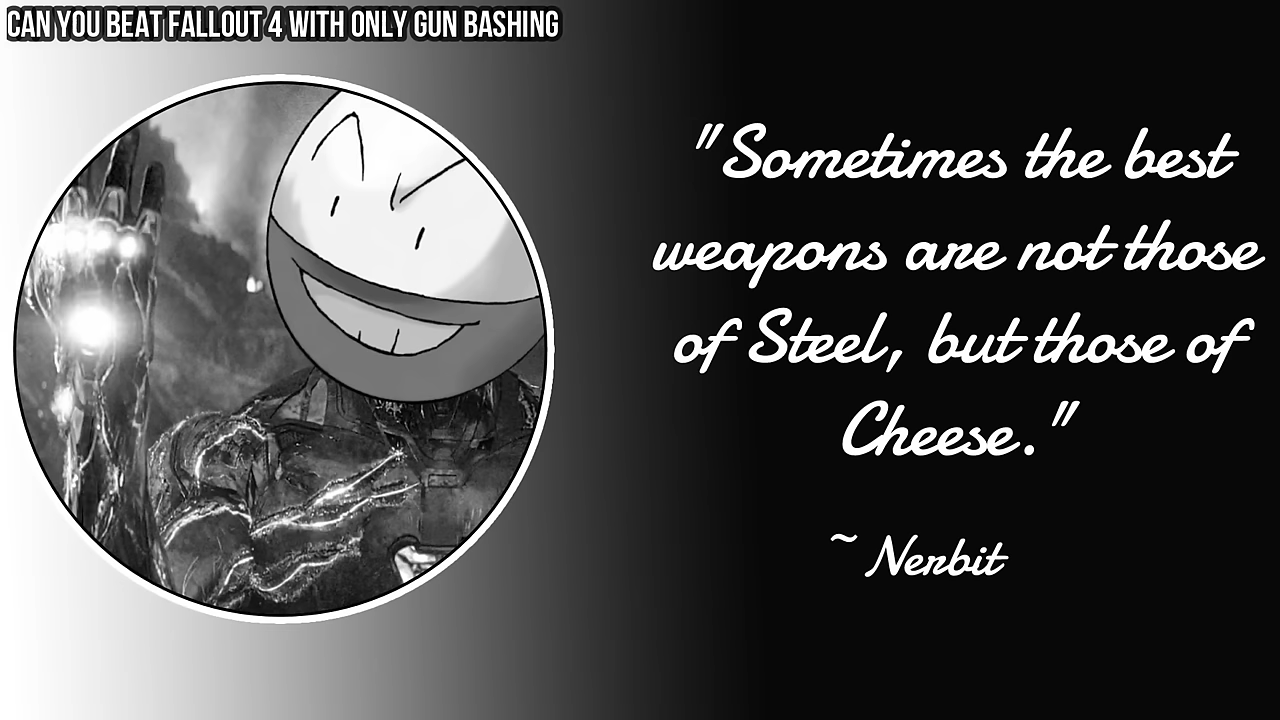 CAN YOU BEAT FALLOUT 4 WITH ONLY GUN BASHING
"Sometimes the best
weapons are not those
of Steel, but those of
Cheese."
~ Nerbit